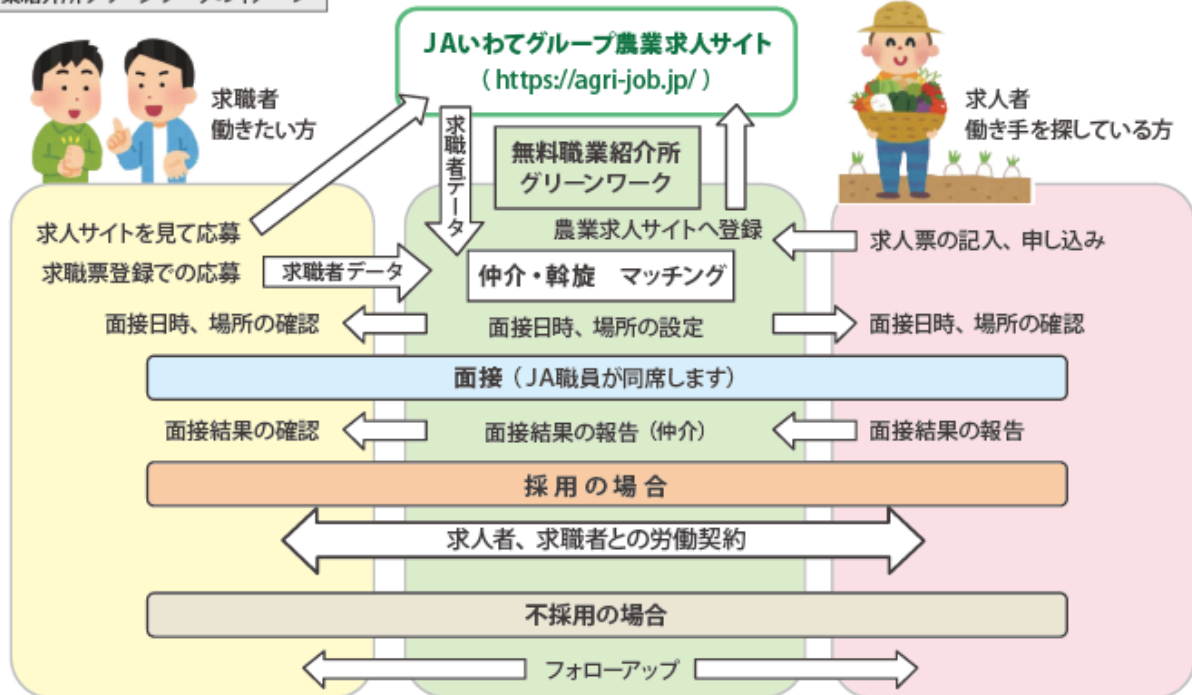 JAいわてグループ農業求人サイト
( https://agri-job.jp/ )
求職者
働きたい方
求人者
働き手を探している方
求職者データ
無料職業紹介所
グリーンワーク
求人サイトを見て応募
農業求人サイトへ登録
求人票の記入、申し込み
求職票登録での応募
求職者データ
仲介・斡旋　マッチング
面接日時、場所の確認
面接日時、場所の設定
面接日時、場所の確認
面接（JA職員が同席します）
面接結果の確認
面接結果の報告（仲介）
面接結果の報告
採用の場合
求人者、求職者との労働契約
不採用の場合
フォローアップ